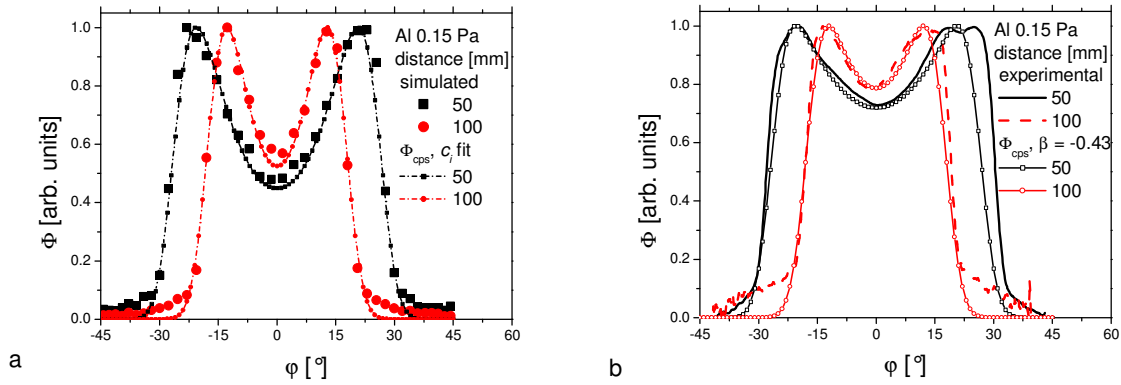 Al 0.15 Pa
distance [mm]
simulated
50
100
Φcps, ci fit
50
100
Φ [arb. units]
1.0
0.8
0.6
0.4
0.2
0.0
-45 -30 -15 0 15 30 45 60
φ [°]
a
Al 0.15 Pa
distance [mm]
experimental
50
100
Φcps, β = -0.43
50
100
Φ [arb. units]
1.0
0.8
0.6
0.4
0.2
0.0
-45 -30 -15 0 15 30 45 60
φ [°]
b